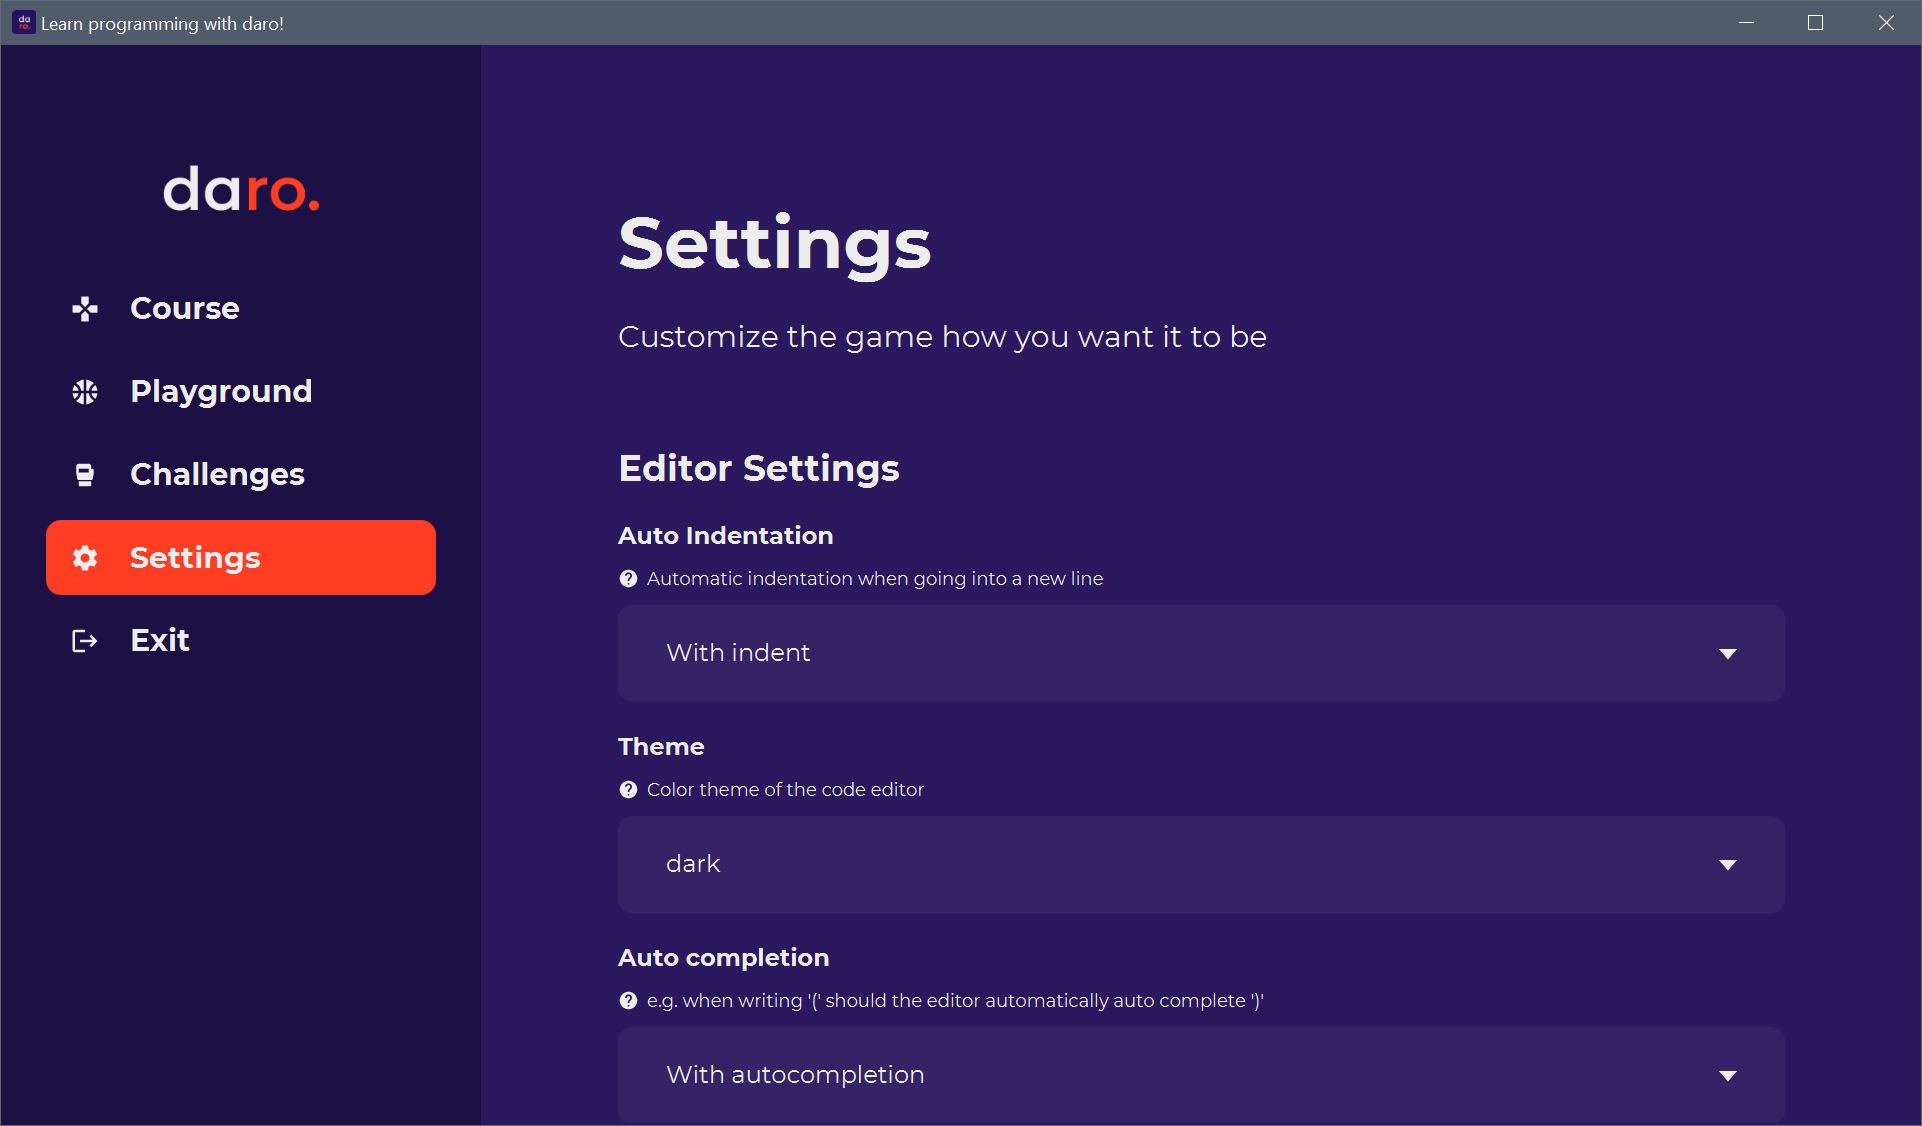 da
ro.
Learn programming with daro!
daro.
Course
Playground
Challenges
Settings
Exit
Settings
Customize the game how you want it to be
Editor Settings
Auto Indentation
? Automatic indentation when going into a new line
With indent
Theme
? Color theme of the code editor
dark
Auto completion
? e.g. when writing '(' should the editor automatically auto complete ')'
With autocompletion